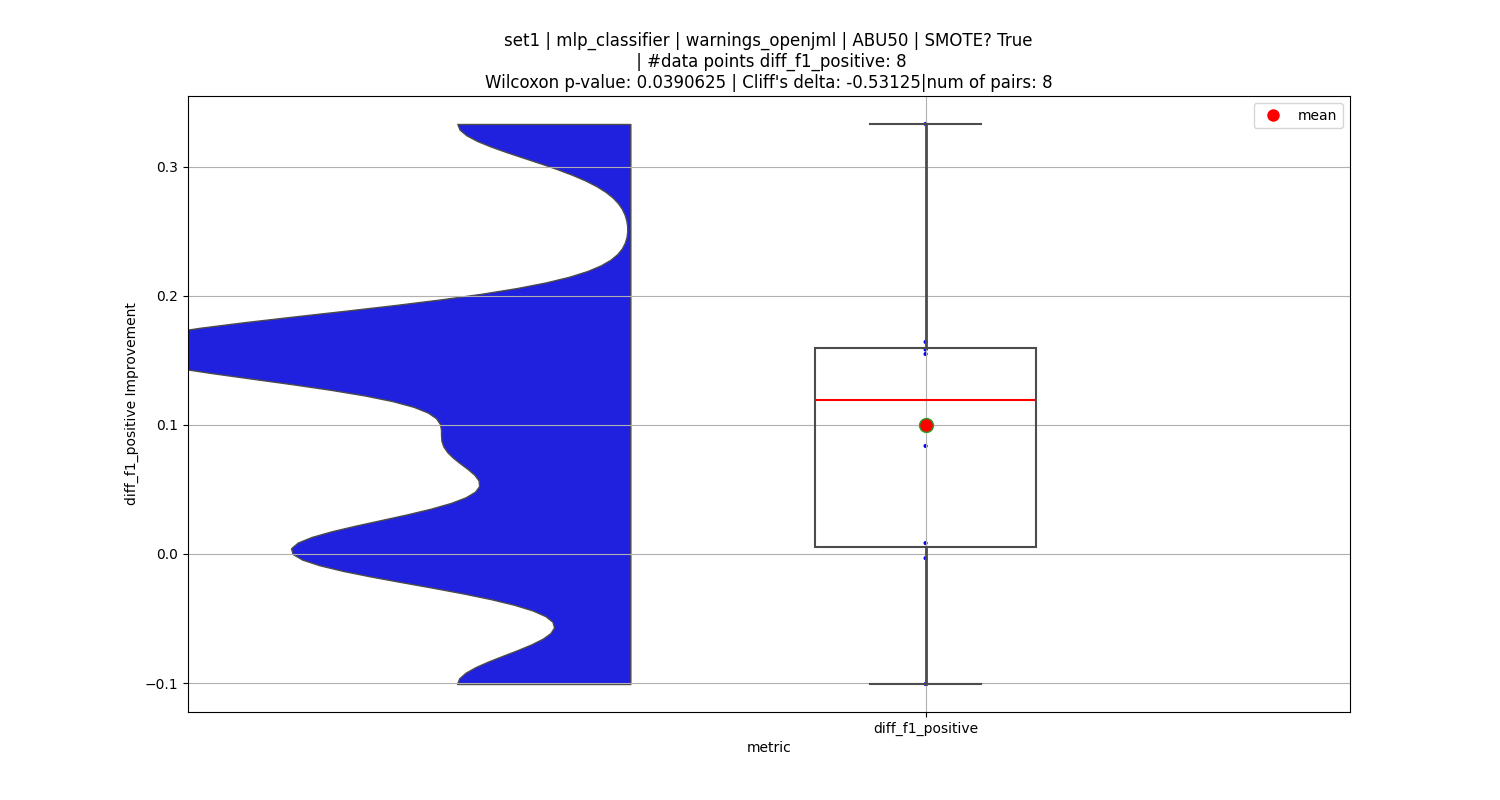 set1 | mlp_classifier | warnings_openjml | ABU50 | SMOTE? True
| #data points diff_f1_positive: 8
Wilcoxon p-value: 0.0390625 | Cliff's delta: -0.53125|num of pairs: 8
mean
0.3
0.2
0.1
0.0
−0.1
diff_f1_positive Improvement
diff_f1_positive
metric